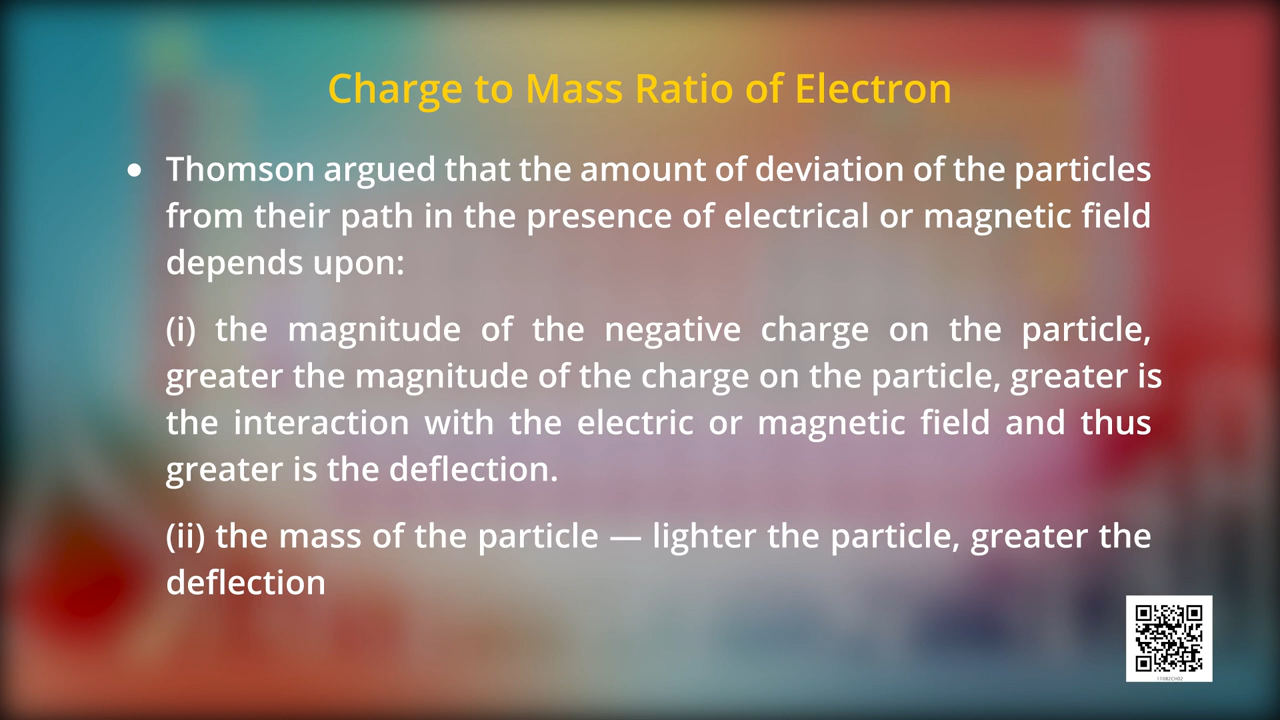 Charge to Mass Ratio of Electron
• Thomson argued that the amount of deviation of the particles
from their path in the presence of electrical or magnetic field
depends upon:
(i) the magnitude of the negative charge on the particle,
greater the magnitude of the charge on the particle, greater is
the interaction with the electric or magnetic field and thus
greater is the deflection.
(ii) the mass of the particle — lighter the particle, greater the
deflection
11082CH02